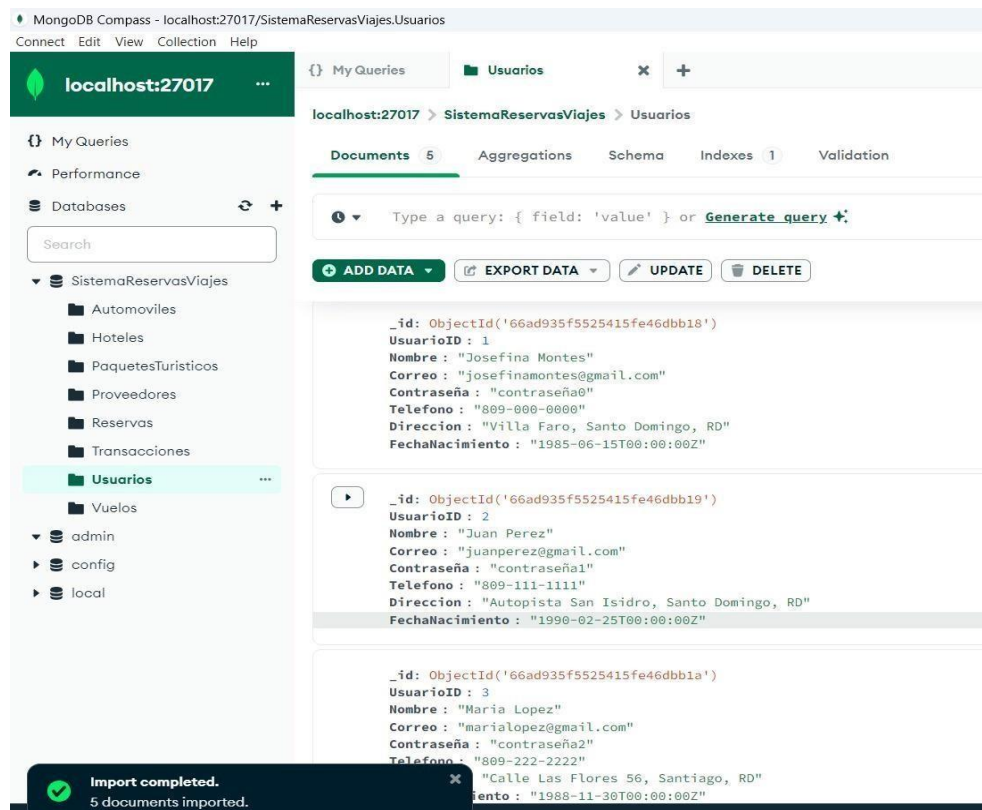 MongoDB Compass - localhost:27017/SistemaReservasViajes.Usuarios
Connect Edit View Collection Help
localhost:27017 ...
{} My Queries
Performance
Databases
Search
SistemaReservasViajes
Automoviles
Hoteles
PaquetesTuristicos
Proveedores
Reservas
Transacciones
Usuarios ...
Vuelos
admin
config
local
{} My Queries Usuarios
localhost:27017 > SistemaReservasViajes > Usuarios
Documents 5 Aggregations Schema Indexes 1 Validation
Type a query: { field: 'value' } or Generate query
ADD DATA EXPORT DATA UPDATE DELETE
_id: ObjectId('66ad935f5525415fe46dbb18')
UsuarioID : 1
Nombre : "Josefina Montes"
Correo : "josefinamontes@gmail.com"
Contraseña : "contraseña0"
Telefono : "809-000-0000"
Direccion : "Villa Faro, Santo Domingo, RD"
FechaNacimiento : "1985-06-15T00:00:00Z"
_id: ObjectId('66ad935f5525415fe46dbb19')
UsuarioID : 2
Nombre : "Juan Perez"
Correo : "juanperez@gmail.com"
Contraseña : "contraseña1"
Telefono : "809-111-1111"
Direccion : "Autopista San Isidro, Santo Domingo, RD"
FechaNacimiento : "1990-02-25T00:00:00Z"
_id: ObjectId('66ad935f5525415fe46dbb1a')
UsuarioID : 3
Nombre : "Maria Lopez"
Correo : "marialopez@gmail.com"
Contraseña : "contraseña2"
Telefono : "809-222-2222"
"Calle Las Flores 56, Santiago, RD"
iento : "1988-11-30T00:00:00Z"
Import completed.
5 documents imported.